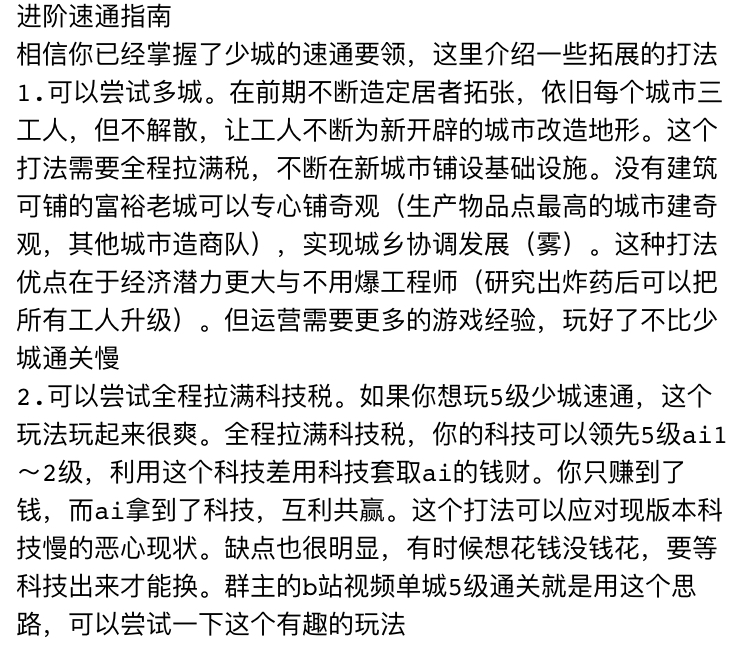 进阶速通指南
相信你已经掌握了少城的速通要领，这里介绍一些拓展的打法
1.可以尝试多城。在前期不断造定居者拓张，依旧每个城市三
工人，但不解散，让工人不断为新开辟的城市改造地形。这个
打法需要全程拉满税，不断在新城市铺设基础设施。没有建筑
可铺的富裕老城可以专心铺奇观（生产物品点最高的城市建奇
观，其他城市造商队），实现城乡协调发展（雾）。这种打法
优点在于经济潜力更大与不用爆工程师（研究出炸药后可以把
所有工人升级）。但运营需要更多的游戏经验，玩好了不比少
城通关慢
2.可以尝试全程拉满科技税。如果你想玩5级少城速通，这个
玩法玩起来很爽。全程拉满科技税，你的科技可以领先5级ai1
～2级，利用这个科技差用科技套取ai的钱财。你只赚到了
钱，而ai拿到了科技，互利共赢。这个打法可以应对现版本科
技慢的恶心现状。缺点也很明显，有时候想花钱没钱花，要等
科技出来才能换。群主的b站视频单城5级通关就是用这个思
路，可以尝试一下这个有趣的玩法